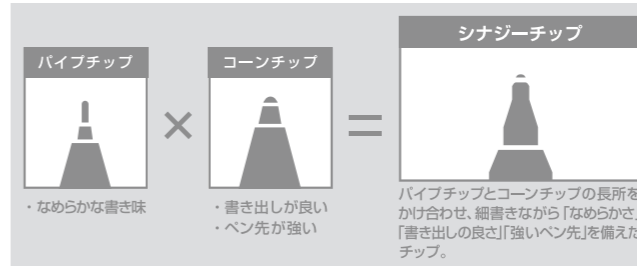 パイプチップ
・なめらかな書き味
×
コーンチップ
・書き出しが良い
・ペン先が強い
=
シナジーチップ
パイプチップとコーンチップの長所を
かけ合わせ、細書きながら「なめらかさ」
「書き出しの良さ」「強いペン先」を備えた
チップ。